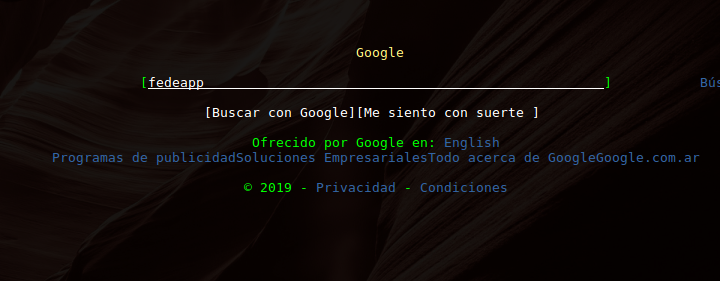 Google
[fedeapp ] Bús
[Buscar con Google][Me siento con suerte ]
Ofrecido por Google en: English
Programas de publicidadSoluciones EmpresarialesTodo acerca de GoogleGoogle.com.ar
© 2019 - Privacidad - Condiciones